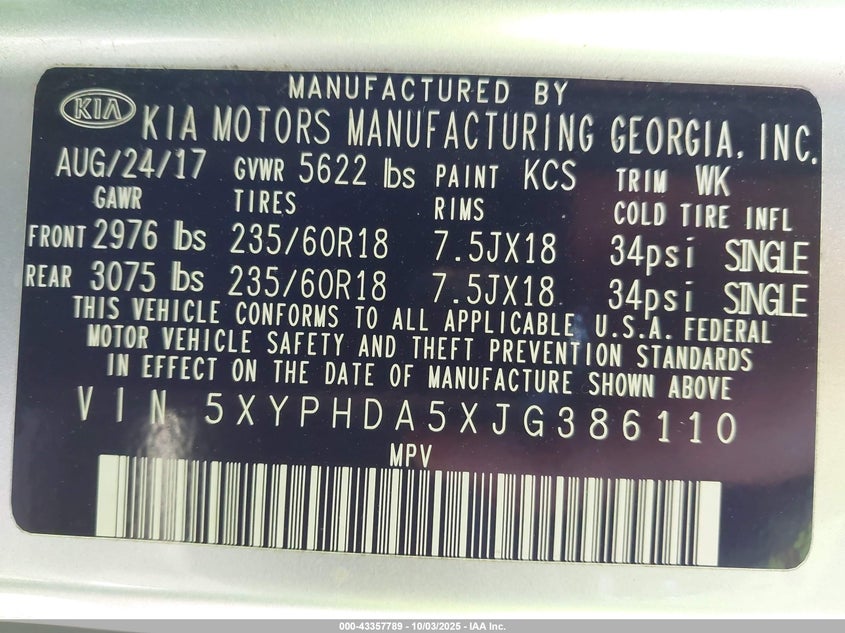 MANUFACTURED BY
KIA KIA MOTORS MANUFACTURING GEORGIA, INC.
AUG/24/17 GVWR 5622 lbs PAINT KCS TRIM WK
GAWR TIRES RIMS COLD TIRE INFL
FRONT 2976 lbs 235/60R18 7.5JX18 34psi SINGLE
REAR 3075 lbs 235/60R18 7.5JX18 34psi SINGLE
THIS VEHICLE CONFORMS TO ALL APPLICABLE U.S.A. FEDERAL
MOTOR VEHICLE SAFETY AND THEFT PREVENTION STANDARDS
IN EFFECT ON THE DATE OF MANUFACTURE SHOWN ABOVE
VIN 5XYPHDA5XJG386110
MPV
000-43357789 - 10/03/2025 - IAA Inc.